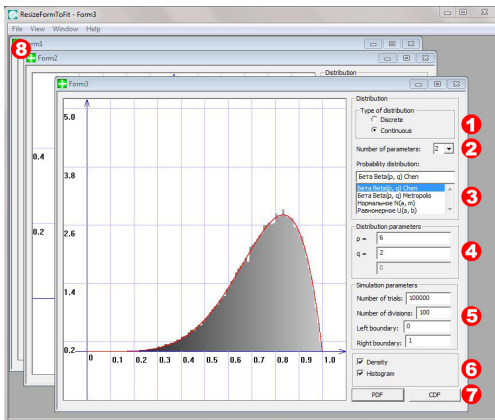 ResizeFormToFit - Form3
File View Window Help
8
Form2
Distribution
Form3
5.0
3.8
2.6
1.4
0.2
0 0.1 0.2 0.3 0.4 0.5 0.6 0.7 0.8 0.9 1.0
0.4
0.2
Distribution
Type of distribution
Discrete
Continuous
1
Number of parameters: 2
2
Probability distribution:
Бета Beta(p, q) Chen
Бета Beta(p, q) Chen
Бета Beta(p, q) Metropolis
Нормальное N(a, m)
Равномерное U(a, b)
3
Distribution parameters
p = 6
q = 2
0
4
Simulation parameters
Number of trials: 100000
Number of divisions: 100
Left boundary: 0
Right boundary: 1
5
Density
Histogram
6
PDF CDF
7